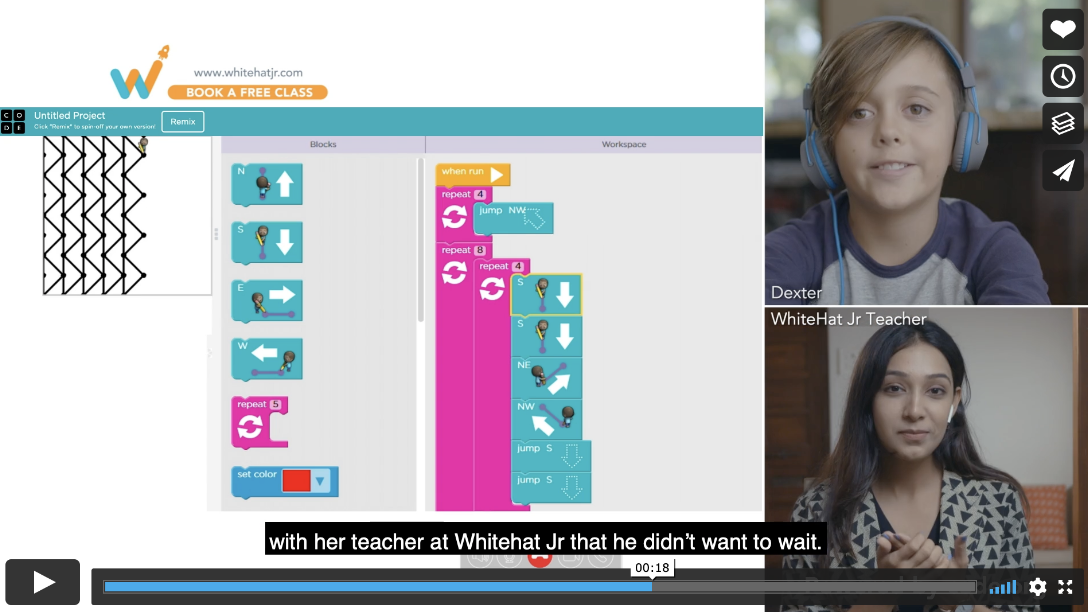 www.whitehatjr.com
BOOK A FREE CLASS
C O
D E
Untitled Project
Click "Remix" to spin-off your own version!
Remix
Blocks
Workspace
N
S
E
W
repeat 5
set color
when run
repeat 4
jump NW
repeat 8
repeat 4
S
S
NE
NW
jump S
jump S
Dexter
WhiteHat Jr Teacher
with her teacher at Whitehat Jr that he didn't want to wait.
00:18